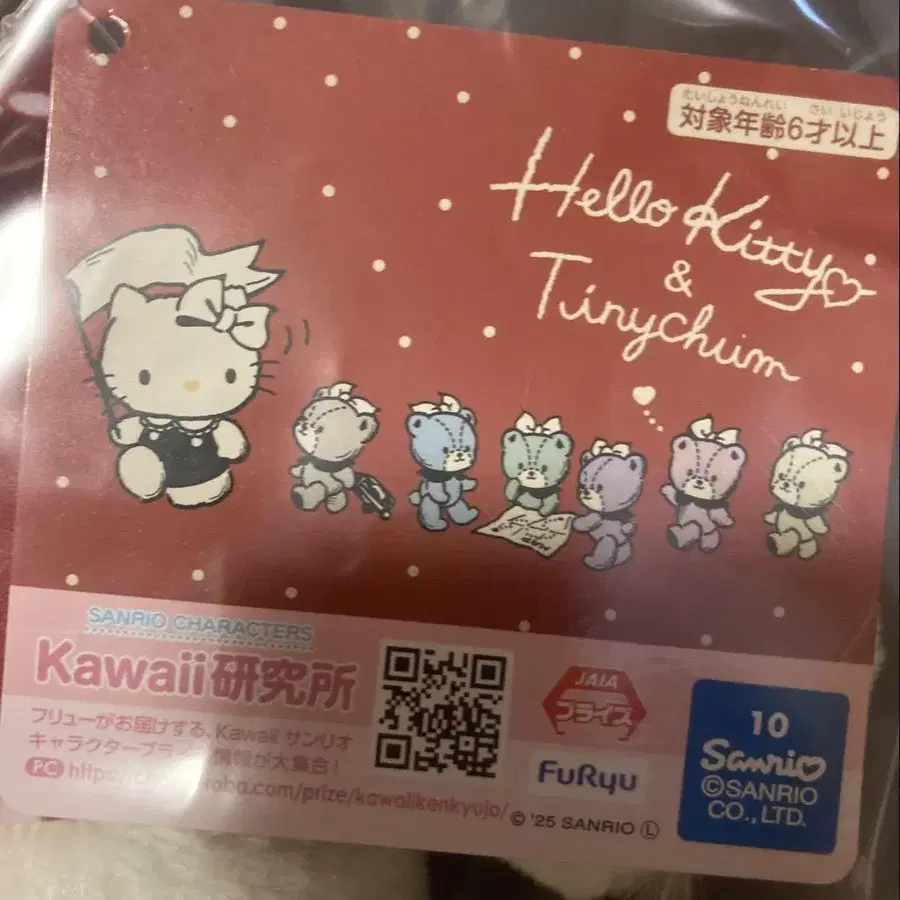 たいしょうねんれい さい いじょう
対象年齢6才以上
Hello Kitty
&
Tinychum
SANRIO CHARACTERS
Kawaii研究所
フリューがお届けする、Kawaii サンリオ
キャラクタープライズ情報が大集合!
PC
/prize/kawaiikenkyujo/
JAIA
プライズ
FuRyu
© '25 SANRIO Ⓛ
10
Sanrio
©SANRIO
CO., LTD.